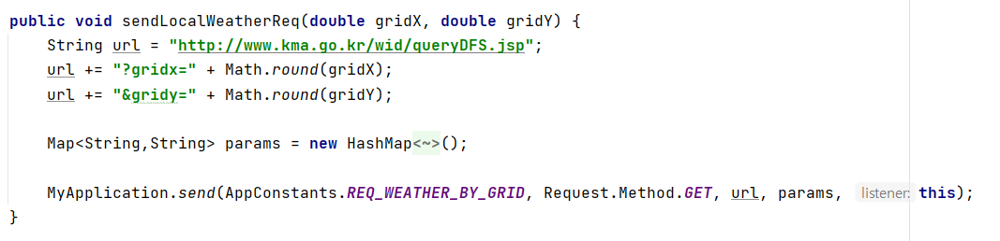 public void sendLocalWeatherReq(double gridX, double gridY) {
    String url = "http://www.kma.go.kr/wid/queryDFS.jsp";
    url += "?gridx=" + Math.round(gridX);
    url += "&gridy=" + Math.round(gridY);
    Map<String,String> params = new HashMap<~>();
    MyApplication.send(AppConstants.REQ_WEATHER_BY_GRID, Request.Method.GET, url, params, listener: this);
}